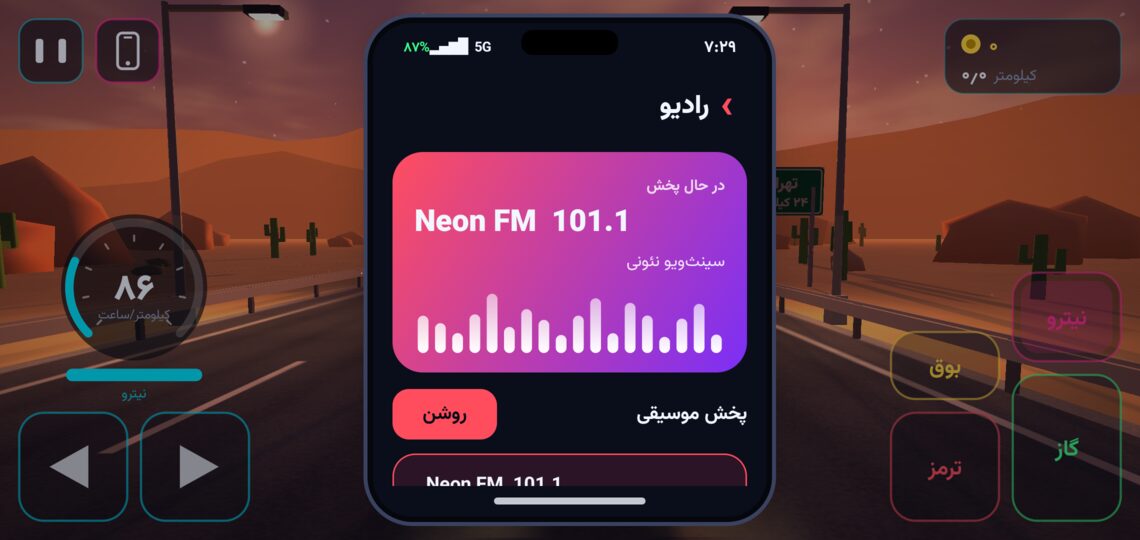 ۸۷% 5G ۷:۲۹
رادیو
در حال پخش
Neon FM 101.1
سینث‌ویو نئونی
پخش موسیقی
روشن
Neon FM 101.1
۰
۰٫۰ کیلومتر
۲۴
۸۶
کیلومتر/ساعت
نیترو
نیترو
بوق
گاز
ترمز